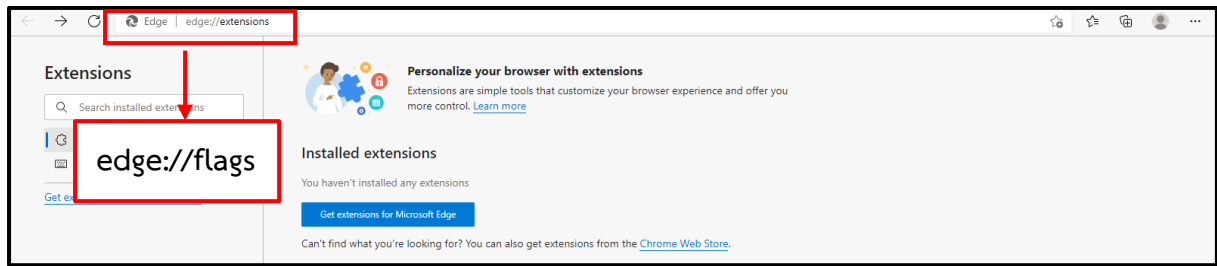 Edge | edge://extensions
Extensions
Personalize your browser with extensions
Extensions are simple tools that customize your browser experience and offer you
more control. Learn more
Search installed extensions
edge://flags
Installed extensions
You haven't installed any extensions
Get ex
Get extensions for Microsoft Edge
Can't find what you're looking for? You can also get extensions from the Chrome Web Store.